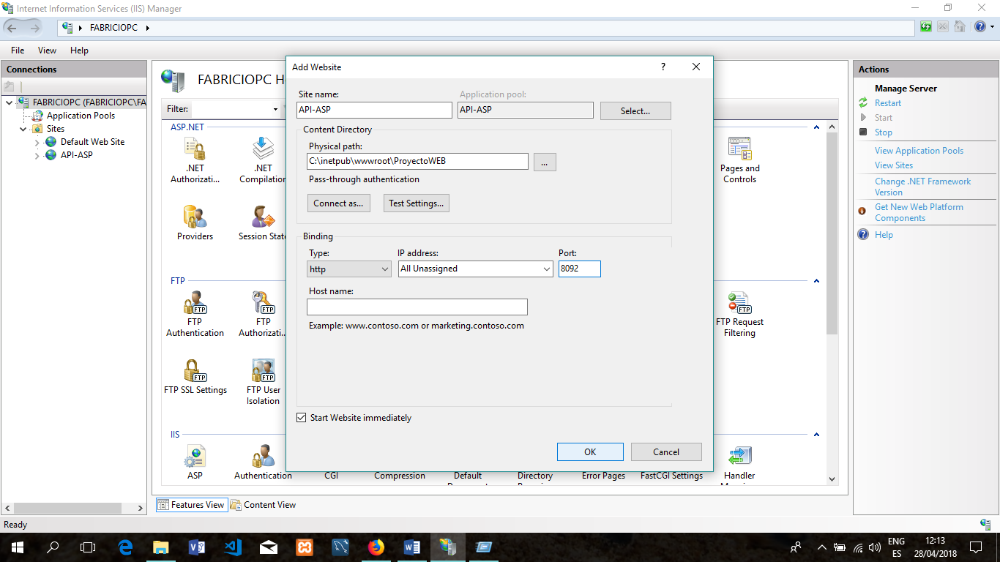 Internet Information Services (IIS) Manager
FABRICIOPC
File View Help
Connections
FABRICIOPC (FABRICIOPC\FA
Application Pools
Sites
Default Web Site
API-ASP
FABRICIOPC H
Filter:
ASP.NET
.NET
Authorizati...
.NET
Compilation
Pages and
Controls
Providers
Session State
FTP
FTP
Authentication
FTP
Authorizati...
FTP Request
Filtering
FTP SSL Settings
FTP User
Isolation
IIS
ASP
Authentication
CGI
Compression
Default
Directory
Error Pages
FastCGI Settings
Handler
Features View
Content View
Add Website
?
Site name:
API-ASP
Application pool:
API-ASP
Select...
Content Directory
Physical path:
C:\inetpub\wwwroot\ProyectoWEB
...
Pass-through authentication
Connect as...
Test Settings...
Binding
Type:
http
IP address:
All Unassigned
Port:
8092
Host name:
Example: www.contoso.com or marketing.contoso.com
Start Website immediately
OK
Cancel
Actions
Manage Server
Restart
Start
Stop
View Application Pools
View Sites
Change .NET Framework
Version
Get New Web Platform
Components
Help
Ready
ENG
ES
12:13
28/04/2018